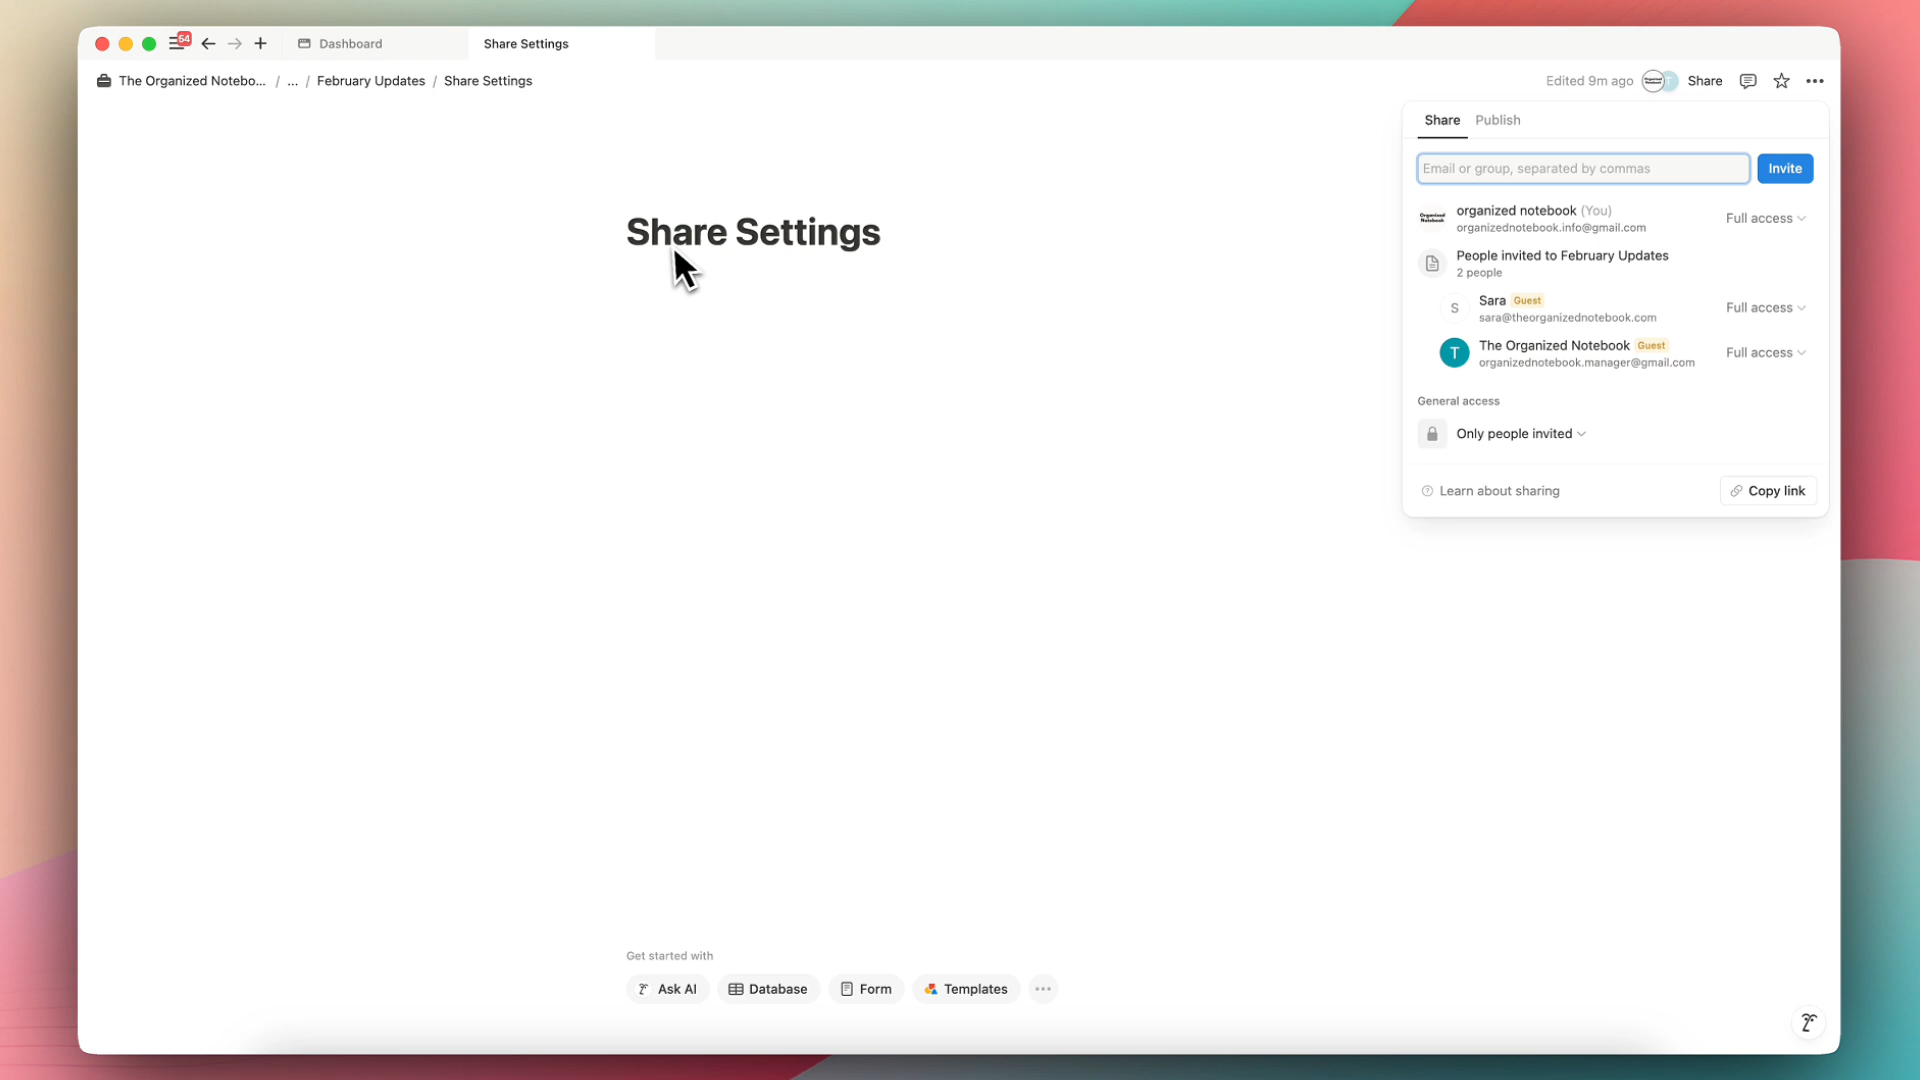 54
Dashboard
Share Settings
The Organized Notebo... / ... / February Updates / Share Settings
Edited 9m ago
Share
Share
Publish
Email or group, separated by commas
Invite
Organized
Notebook
organized notebook (You)
organizednotebook.info@gmail.com
Full access
People invited to February Updates
2 people
S
Sara Guest
sara@theorganizednotebook.com
Full access
T
The Organized Notebook Guest
organizednotebook.manager@gmail.com
Full access
General access
Only people invited
Learn about sharing
Copy link
Share Settings
Get started with
Ask AI
Database
Form
Templates